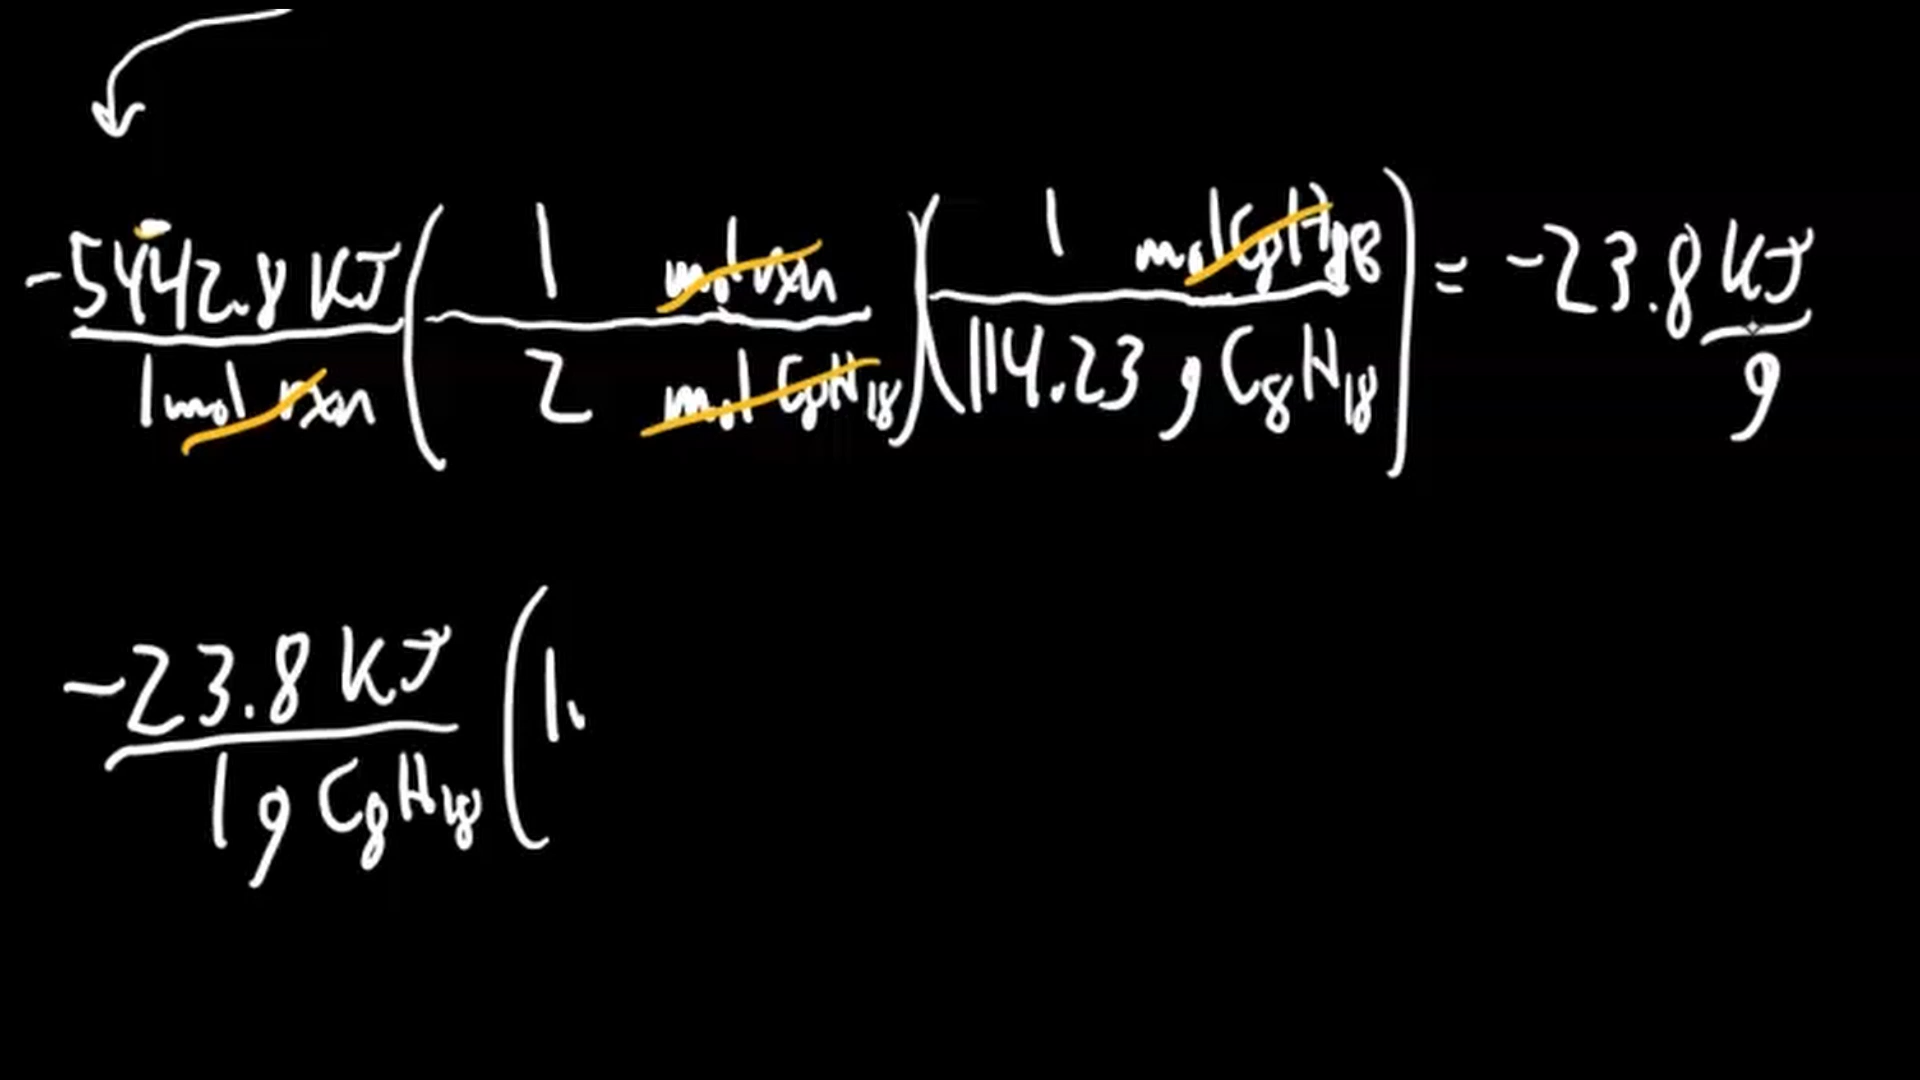 -5442.8 KJ ( 1 mol rxn )( 1 mol C8H18 ) = -23.8 KJ
1 mol rxn 2 mol C8H18 114.23 g C8H18 g
-23.8 KJ ( 1.
1 g C8H18